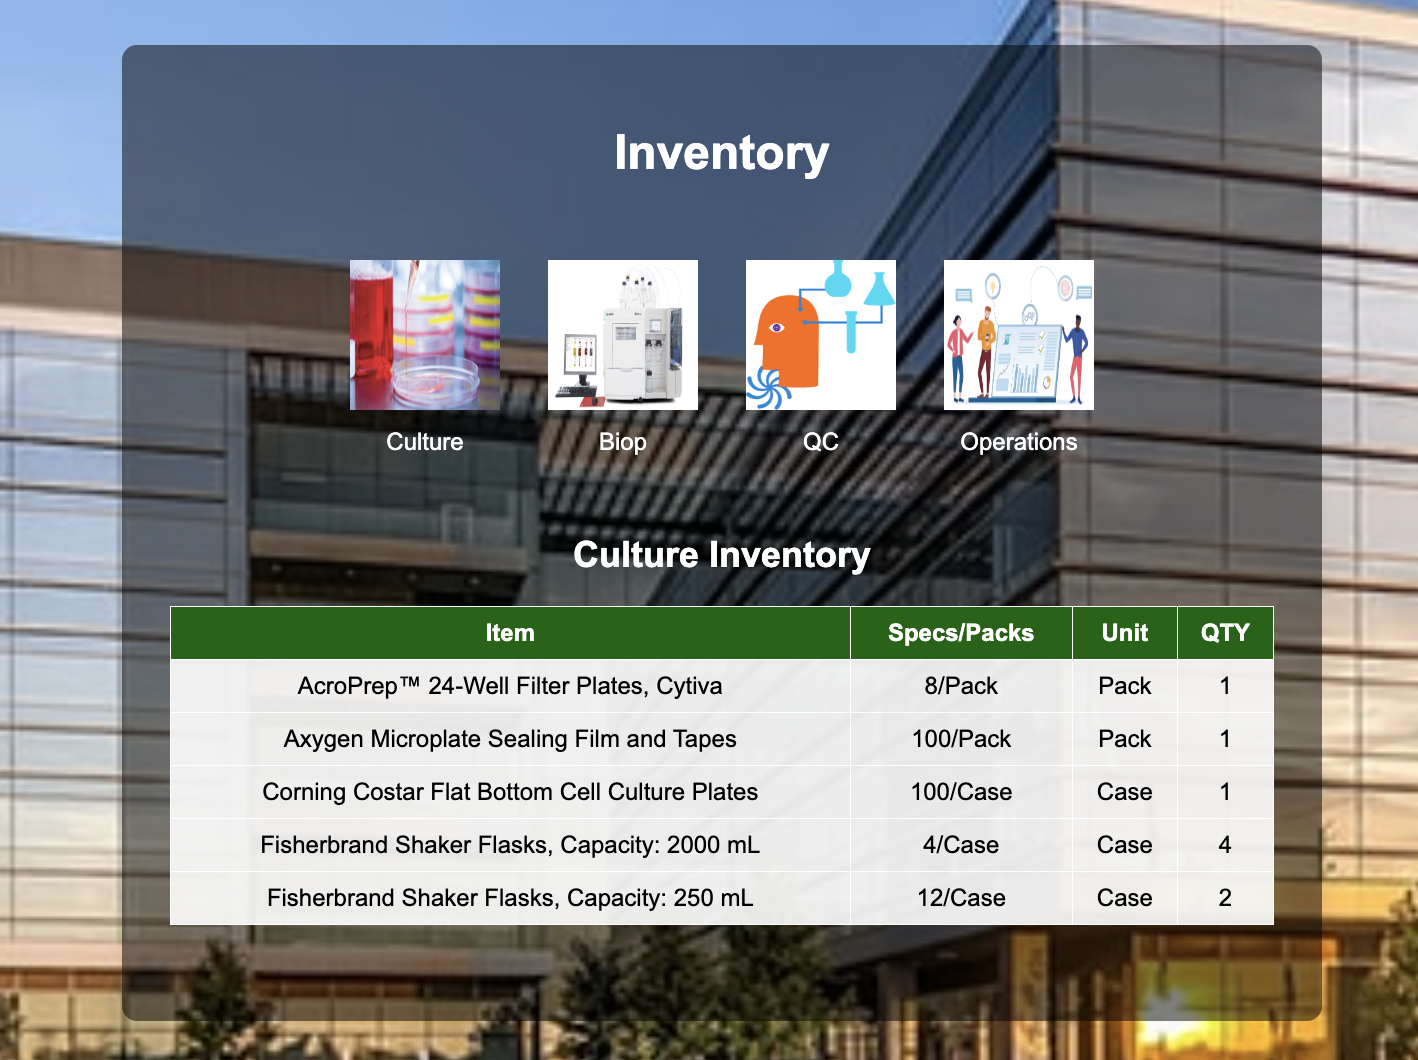 Inventory
Culture
Biop
QC
Operations
Culture Inventory
Item Specs/Packs Unit QTY
AcroPrep™ 24-Well Filter Plates, Cytiva 8/Pack Pack 1
Axygen Microplate Sealing Film and Tapes 100/Pack Pack 1
Corning Costar Flat Bottom Cell Culture Plates 100/Case Case 1
Fisherbrand Shaker Flasks, Capacity: 2000 mL 4/Case Case 4
Fisherbrand Shaker Flasks, Capacity: 250 mL 12/Case Case 2